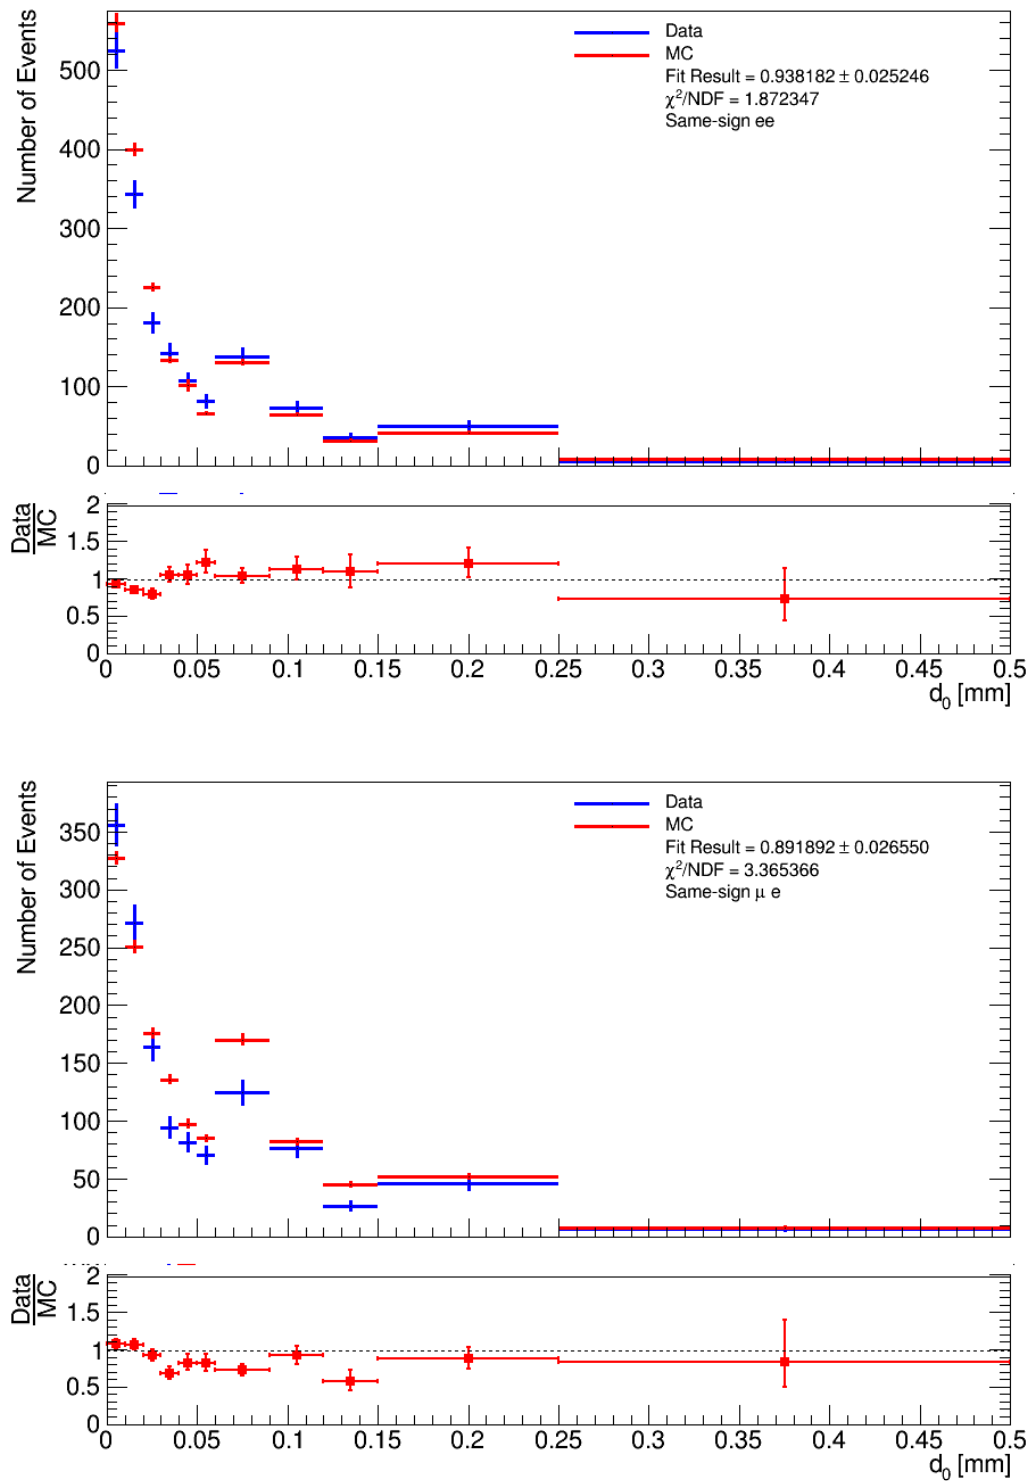 Number of Events
500
400
300
200
100
0
Data
MC
Fit Result = 0.938182 ± 0.025246
χ²/NDF = 1.872347
Same-sign ee
Data
MC
2
1.5
1
0.5
0
0 0.05 0.1 0.15 0.2 0.25 0.3 0.35 0.4 0.45 0.5
d₀ [mm]
Number of Events
350
300
250
200
150
100
50
0
Data
MC
Fit Result = 0.891892 ± 0.026550
χ²/NDF = 3.365366
Same-sign μ e
Data
MC
2
1.5
1
0.5
0
0 0.05 0.1 0.15 0.2 0.25 0.3 0.35 0.4 0.45 0.5
d₀ [mm]